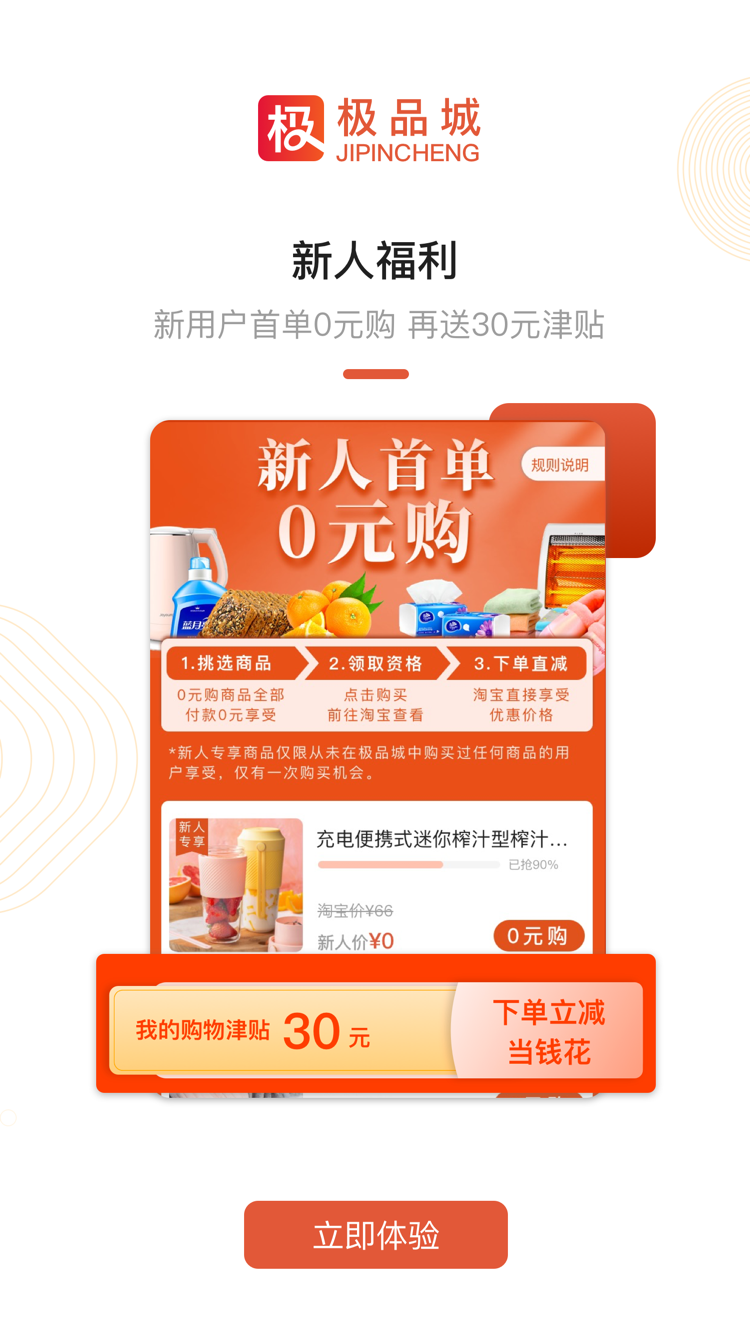 极
极品城
JIPINCHENG
新人福利
新用户首单0元购 再送30元津贴
新人首单
0元购
规则说明
蓝月
1.挑选商品
2.领取资格
3.下单直减
0元购商品全部
付款0元享受
点击购买
前往淘宝查看
淘宝直接享受
优惠价格
*新人专享商品仅限从未在极品城中购买过任何商品的用
户享受，仅有一次购买机会。
新人
专享
充电便携式迷你榨汁型榨汁...
已抢90%
淘宝价¥66
新人价¥0
0元购
我的购物津贴 30 元
下单立减
当钱花
立即体验